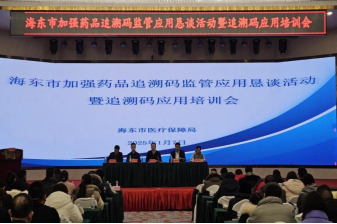 海东市加强药品追溯码监管应用恳谈活动暨追溯码应用培训会
海东市加强药品追溯码监管应用恳谈活动
暨追溯码应用培训会
海东市医疗保障局